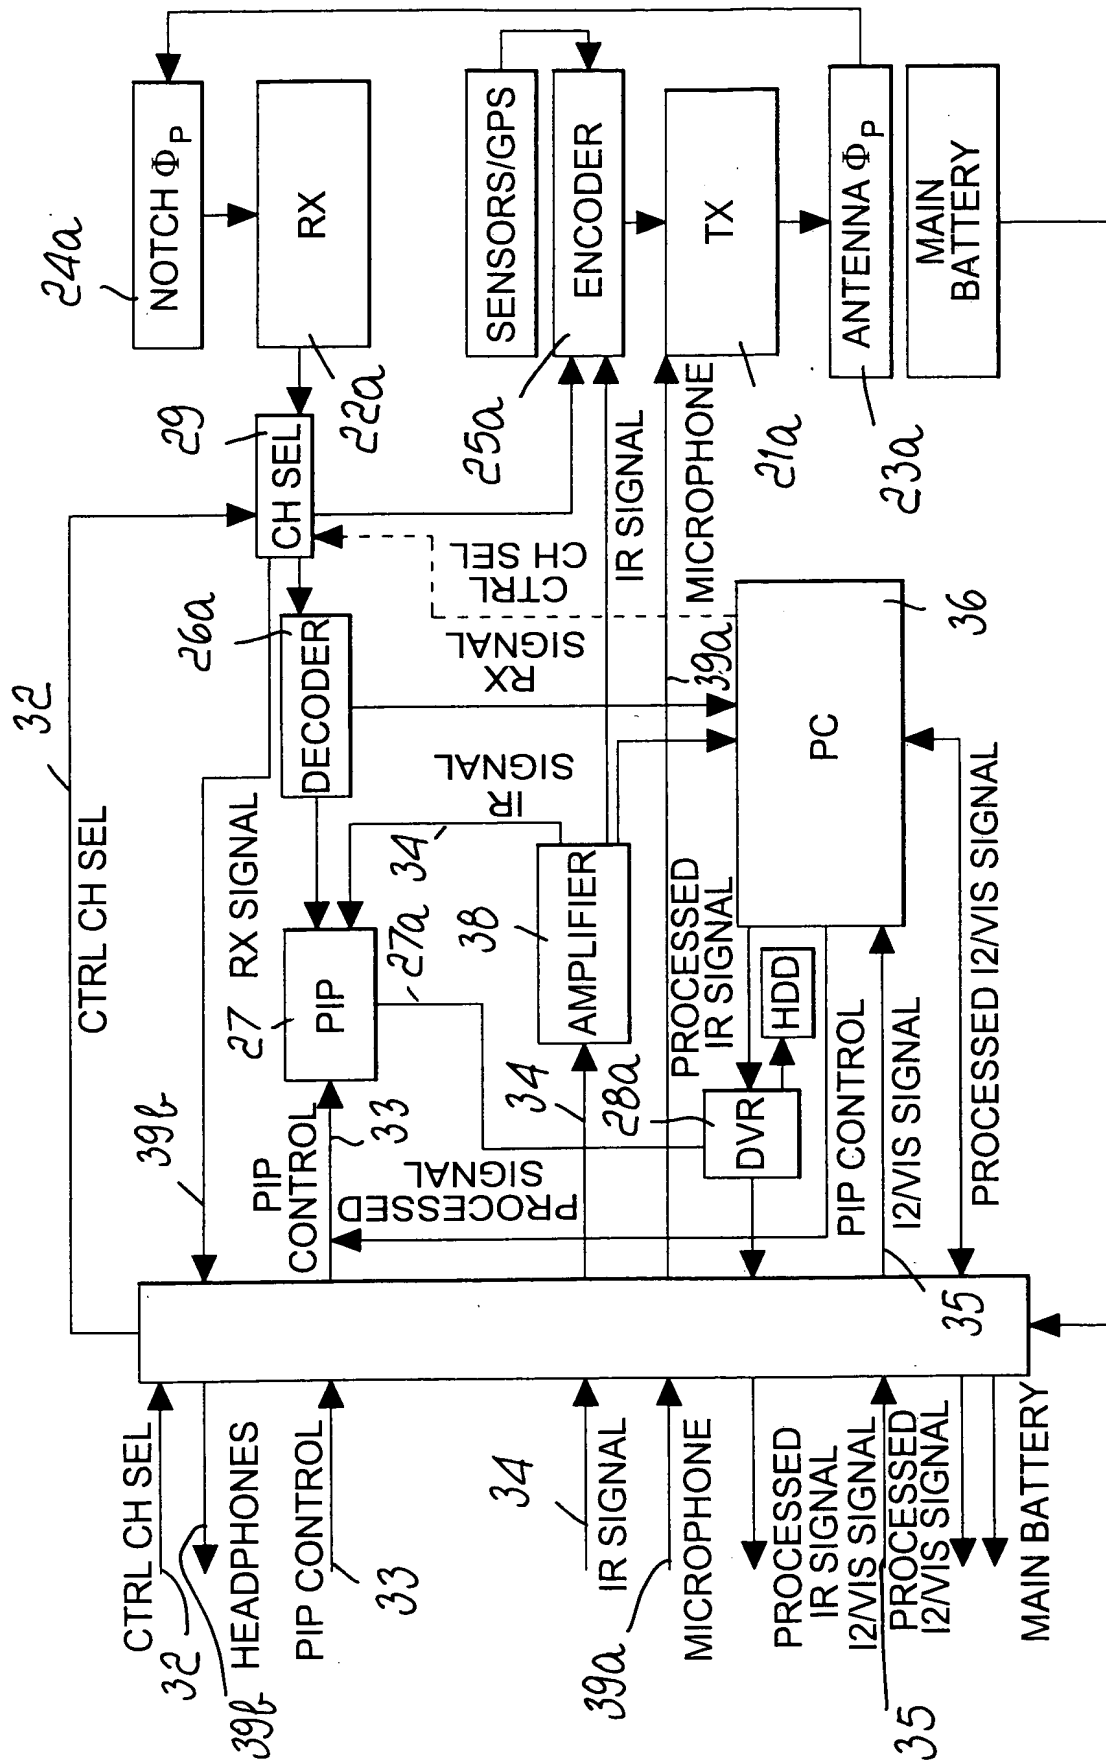 CTRL CH SEL
32
39b HEADPHONES
PIP CONTROL
33
34
IR SIGNAL
39a
MICROPHONE
PROCESSED
IR SIGNAL
I2/VIS SIGNAL
35
PROCESSED
I2/VIS SIGNAL
MAIN BATTERY
CTRL CH SEL
32
39b
RX SIGNAL
PIP
CONTROL
33
PROCESSED
SIGNAL
27
PIP
27a
34
IR
SIGNAL
34
38
AMPLIFIER
28a
DVR
HDD
PROCESSED
IR SIGNAL
PIP CONTROL
I2/VIS SIGNAL
35
PROCESSED I2/VIS SIGNAL
26a
DECODER
RX
SIGNAL
CTRL
CH SEL
39a
PC
36
29
CH SEL
IR SIGNAL
MICROPHONE
24a
NOTCH ΦP
22a
RX
SENSORS/GPS
25a
ENCODER
21a
TX
23a
ANTENNA ΦP
MAIN
BATTERY